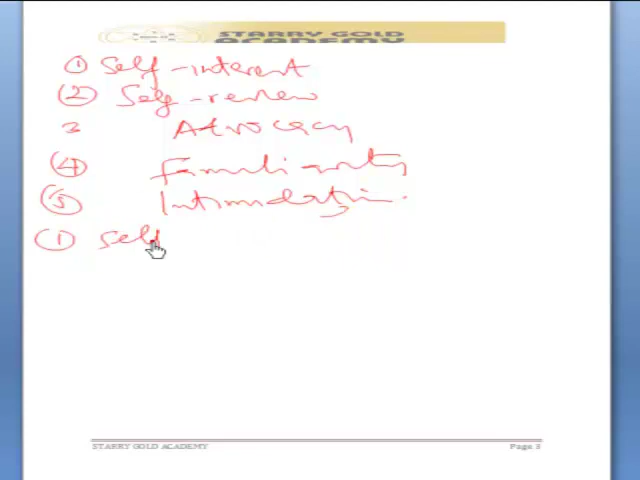 STARRY GOLD
ACADEMY
① Self-interest
② Self-review
3 Advocacy
④ Familiarity
⑤ Intimidation.
① Self
STARRY GOLD ACADEMY Page 3